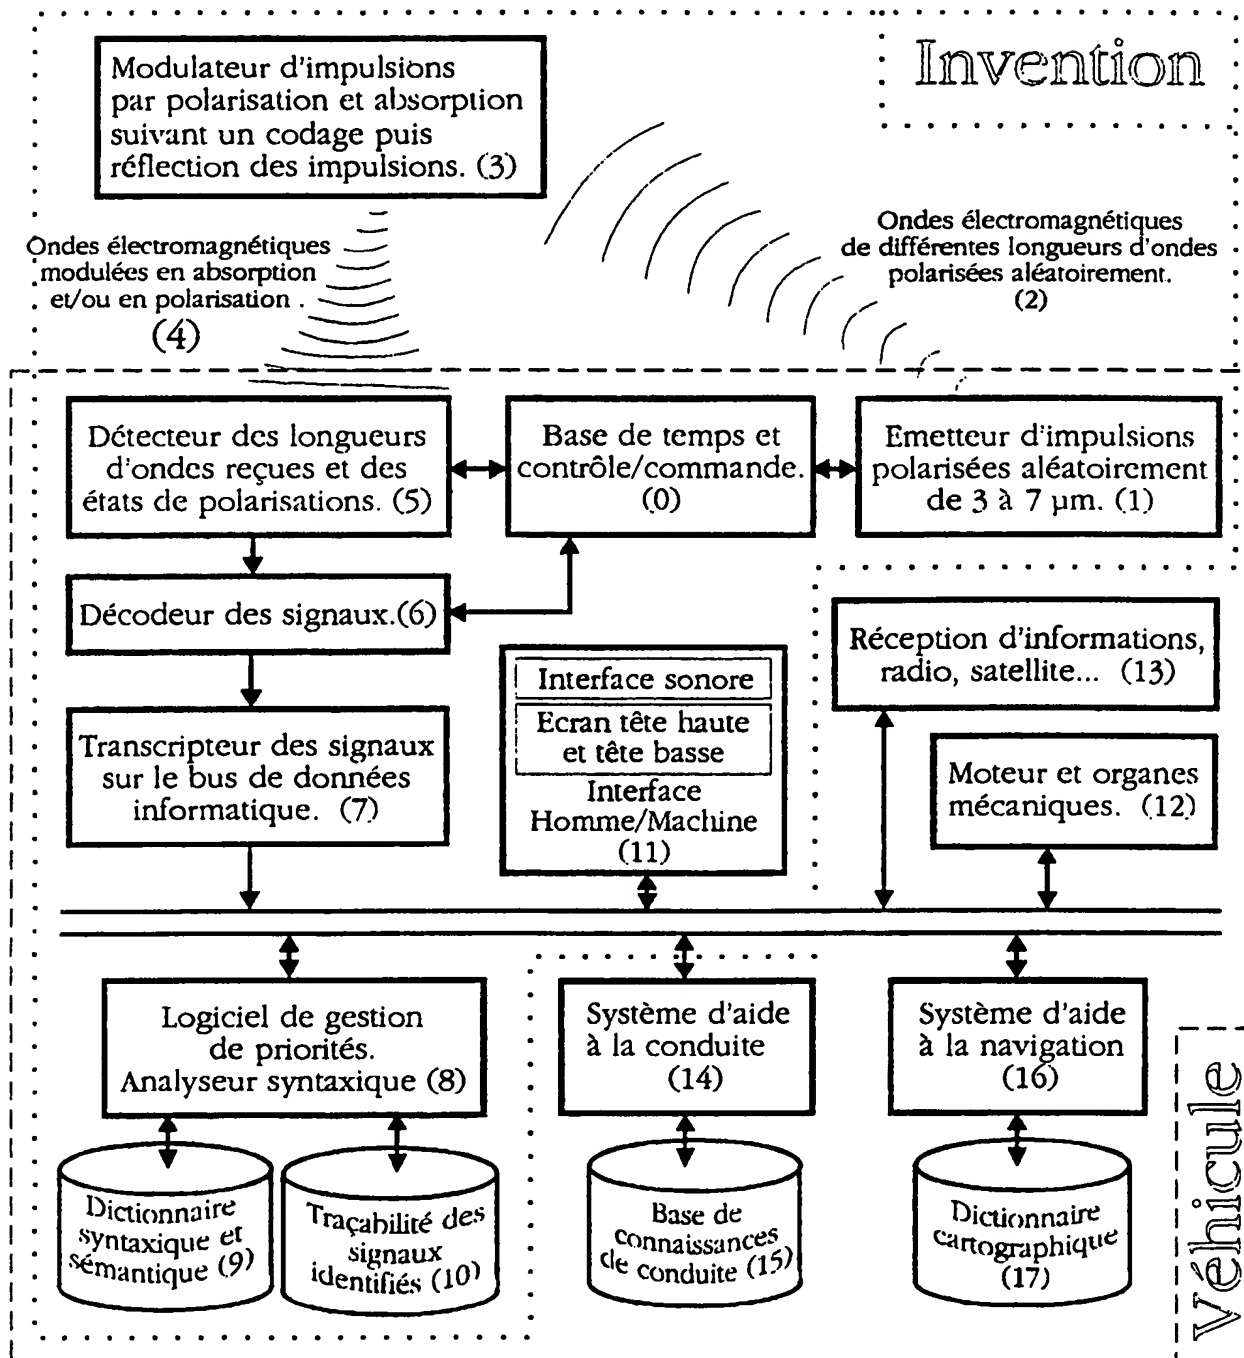 Invention
Modulateur d'impulsions
par polarisation et absorption
suivant un codage puis
réflection des impulsions. (3)
Ondes électromagnétiques
modulées en absorption
et/ou en polarisation .
(4)
Ondes électromagnétiques
de différentes longueurs d'ondes
polarisées aléatoirement.
(2)
Détecteur des longueurs
d'ondes reçues et des
états de polarisations. (5)
Base de temps et
contrôle/commande.
(0)
Emetteur d'impulsions
polarisées aléatoirement
de 3 à 7 µm. (1)
Décodeur des signaux.(6)
Transcripteur des signaux
sur le bus de données
informatique. (7)
Interface sonore
Ecran tête haute
et tête basse
Interface
Homme/Machine
(11)
Réception d'informations,
radio, satellite... (13)
Moteur et organes
mécaniques. (12)
Logiciel de gestion
de priorités.
Analyseur syntaxique (8)
Système d'aide
à la conduite
(14)
Système d'aide
à la navigation
(16)
Dictionnaire
syntaxique et
sémantique (9)
Traçabilité des
signaux
identifiés (10)
Base de
connaissances
de conduite (15)
Dictionnaire
cartographique
(17)
Véhicule